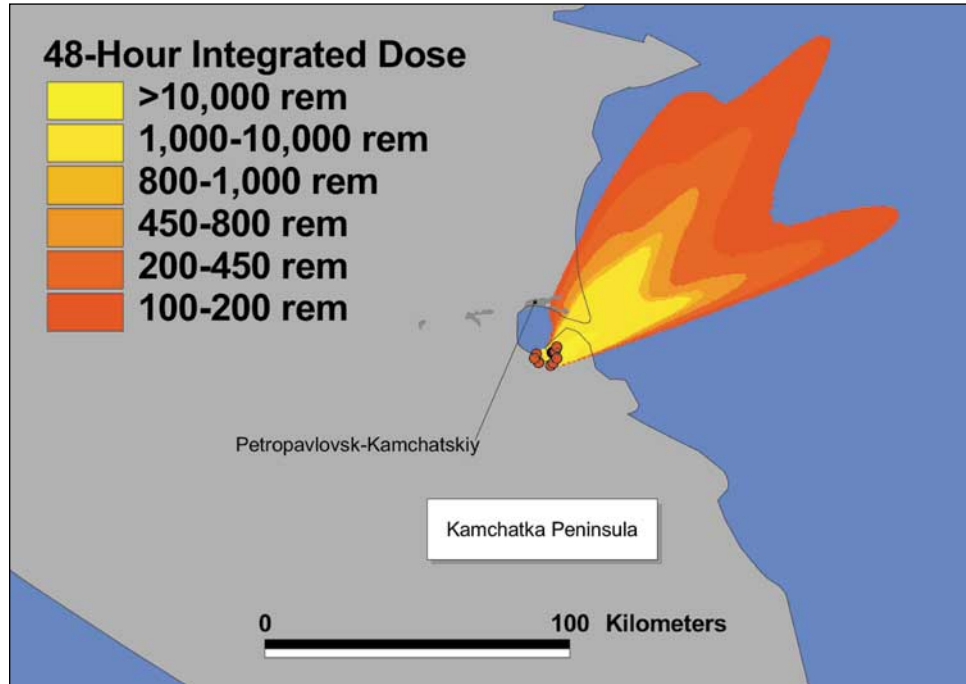 48-Hour Integrated Dose
>10,000 rem
1,000-10,000 rem
800-1,000 rem
450-800 rem
200-450 rem
100-200 rem
Petropavlovsk-Kamchatskiy
Kamchatka Peninsula
0 100 Kilometers